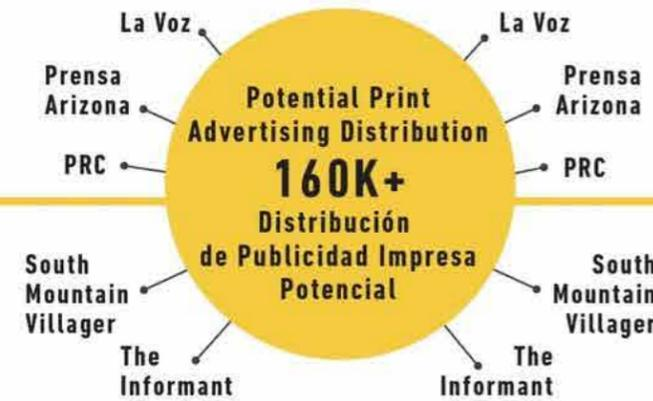 La Voz
La Voz
Prensa
Arizona
Prensa
Arizona
Potential Print
Advertising Distribution
PRC
160K+
PRC
Distribución
de Publicidad Impresa
Potencial
South
Mountain
Villager
South
Mountain
Villager
The
Informant
The
Informant